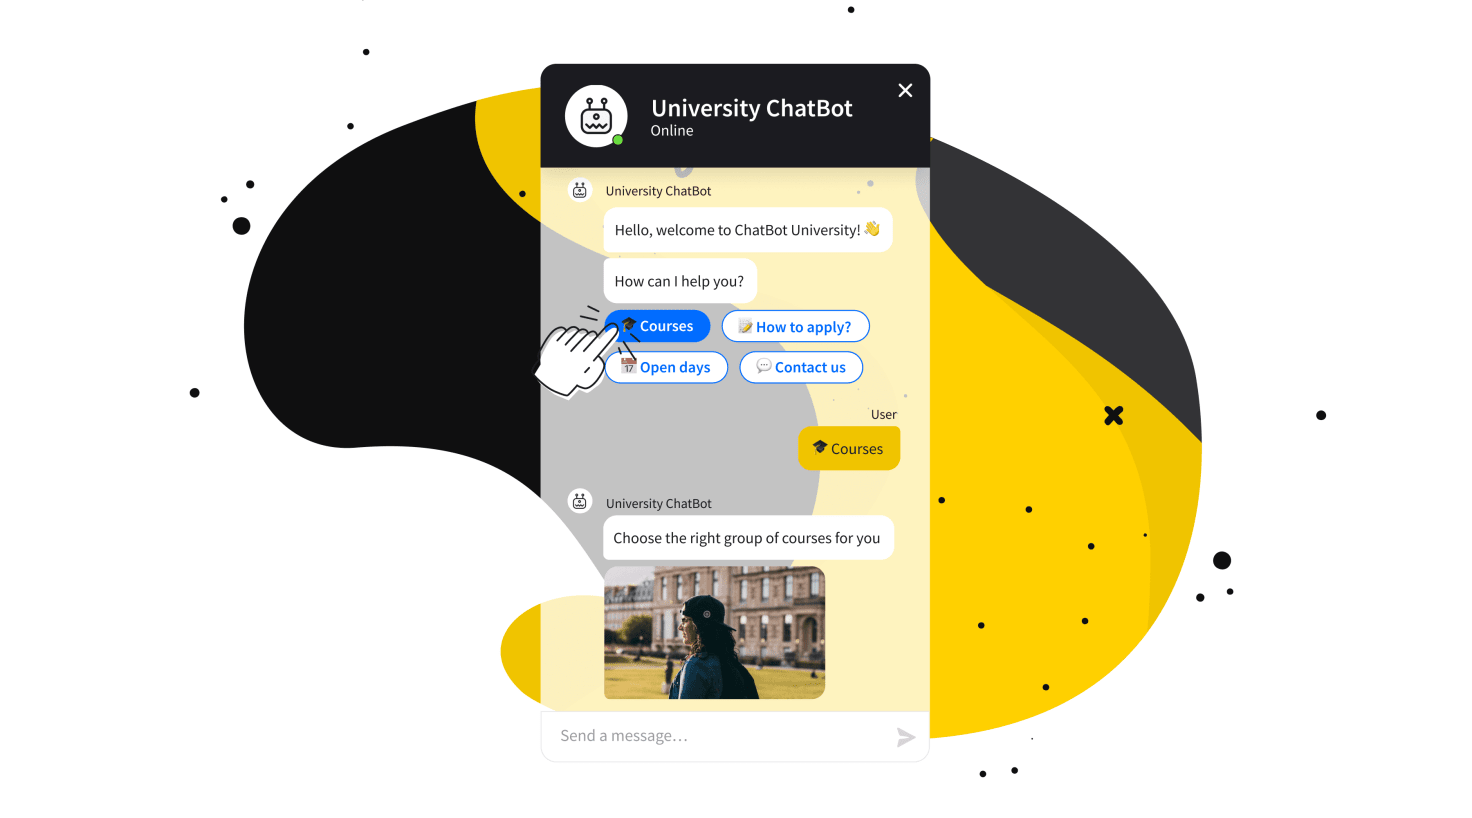 University ChatBot
Online
University ChatBot
Hello, welcome to ChatBot University! 👋
How can I help you?
🎓 Courses
📝 How to apply?
📅 Open days
💬 Contact us
User
🎓 Courses
University ChatBot
Choose the right group of courses for you
Send a message...